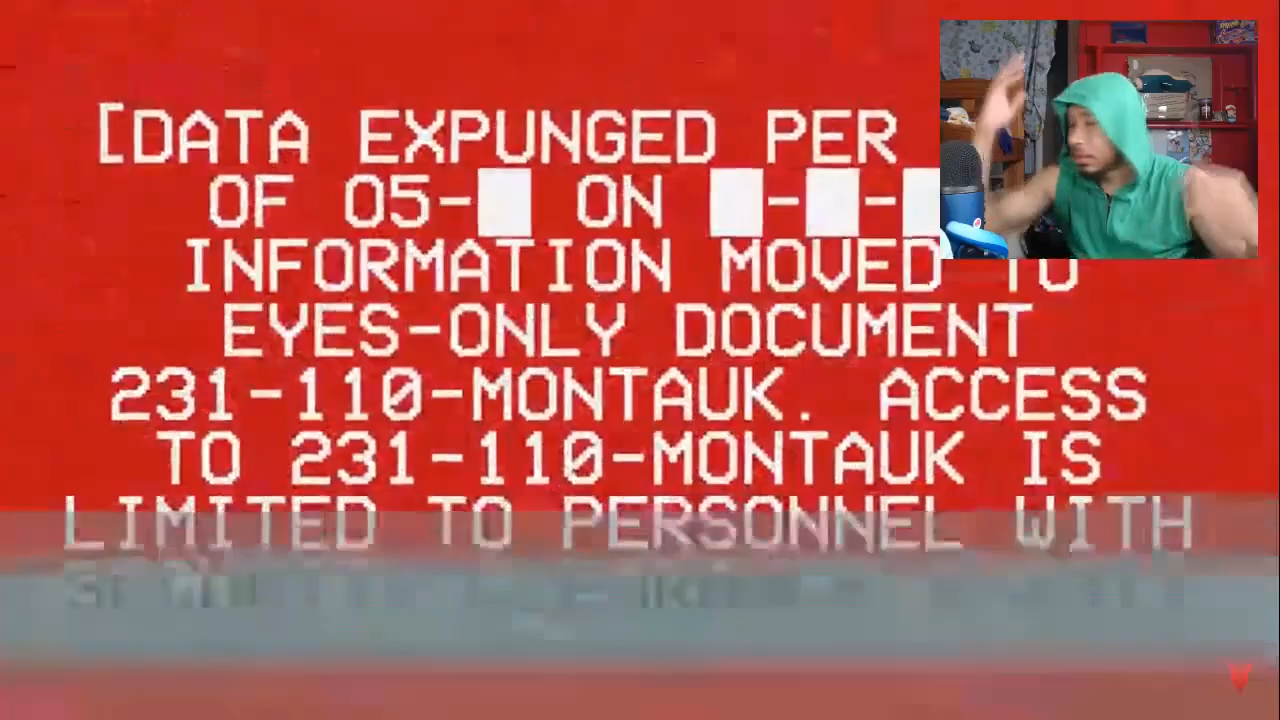 [DATA EXPUNGED PER
OF O5-█ ON █-█-█
INFORMATION MOVED TO
EYES-ONLY DOCUMENT
231-110-MONTAUK. ACCESS
TO 231-110-MONTAUK IS
LIMITED TO PERSONNEL WITH